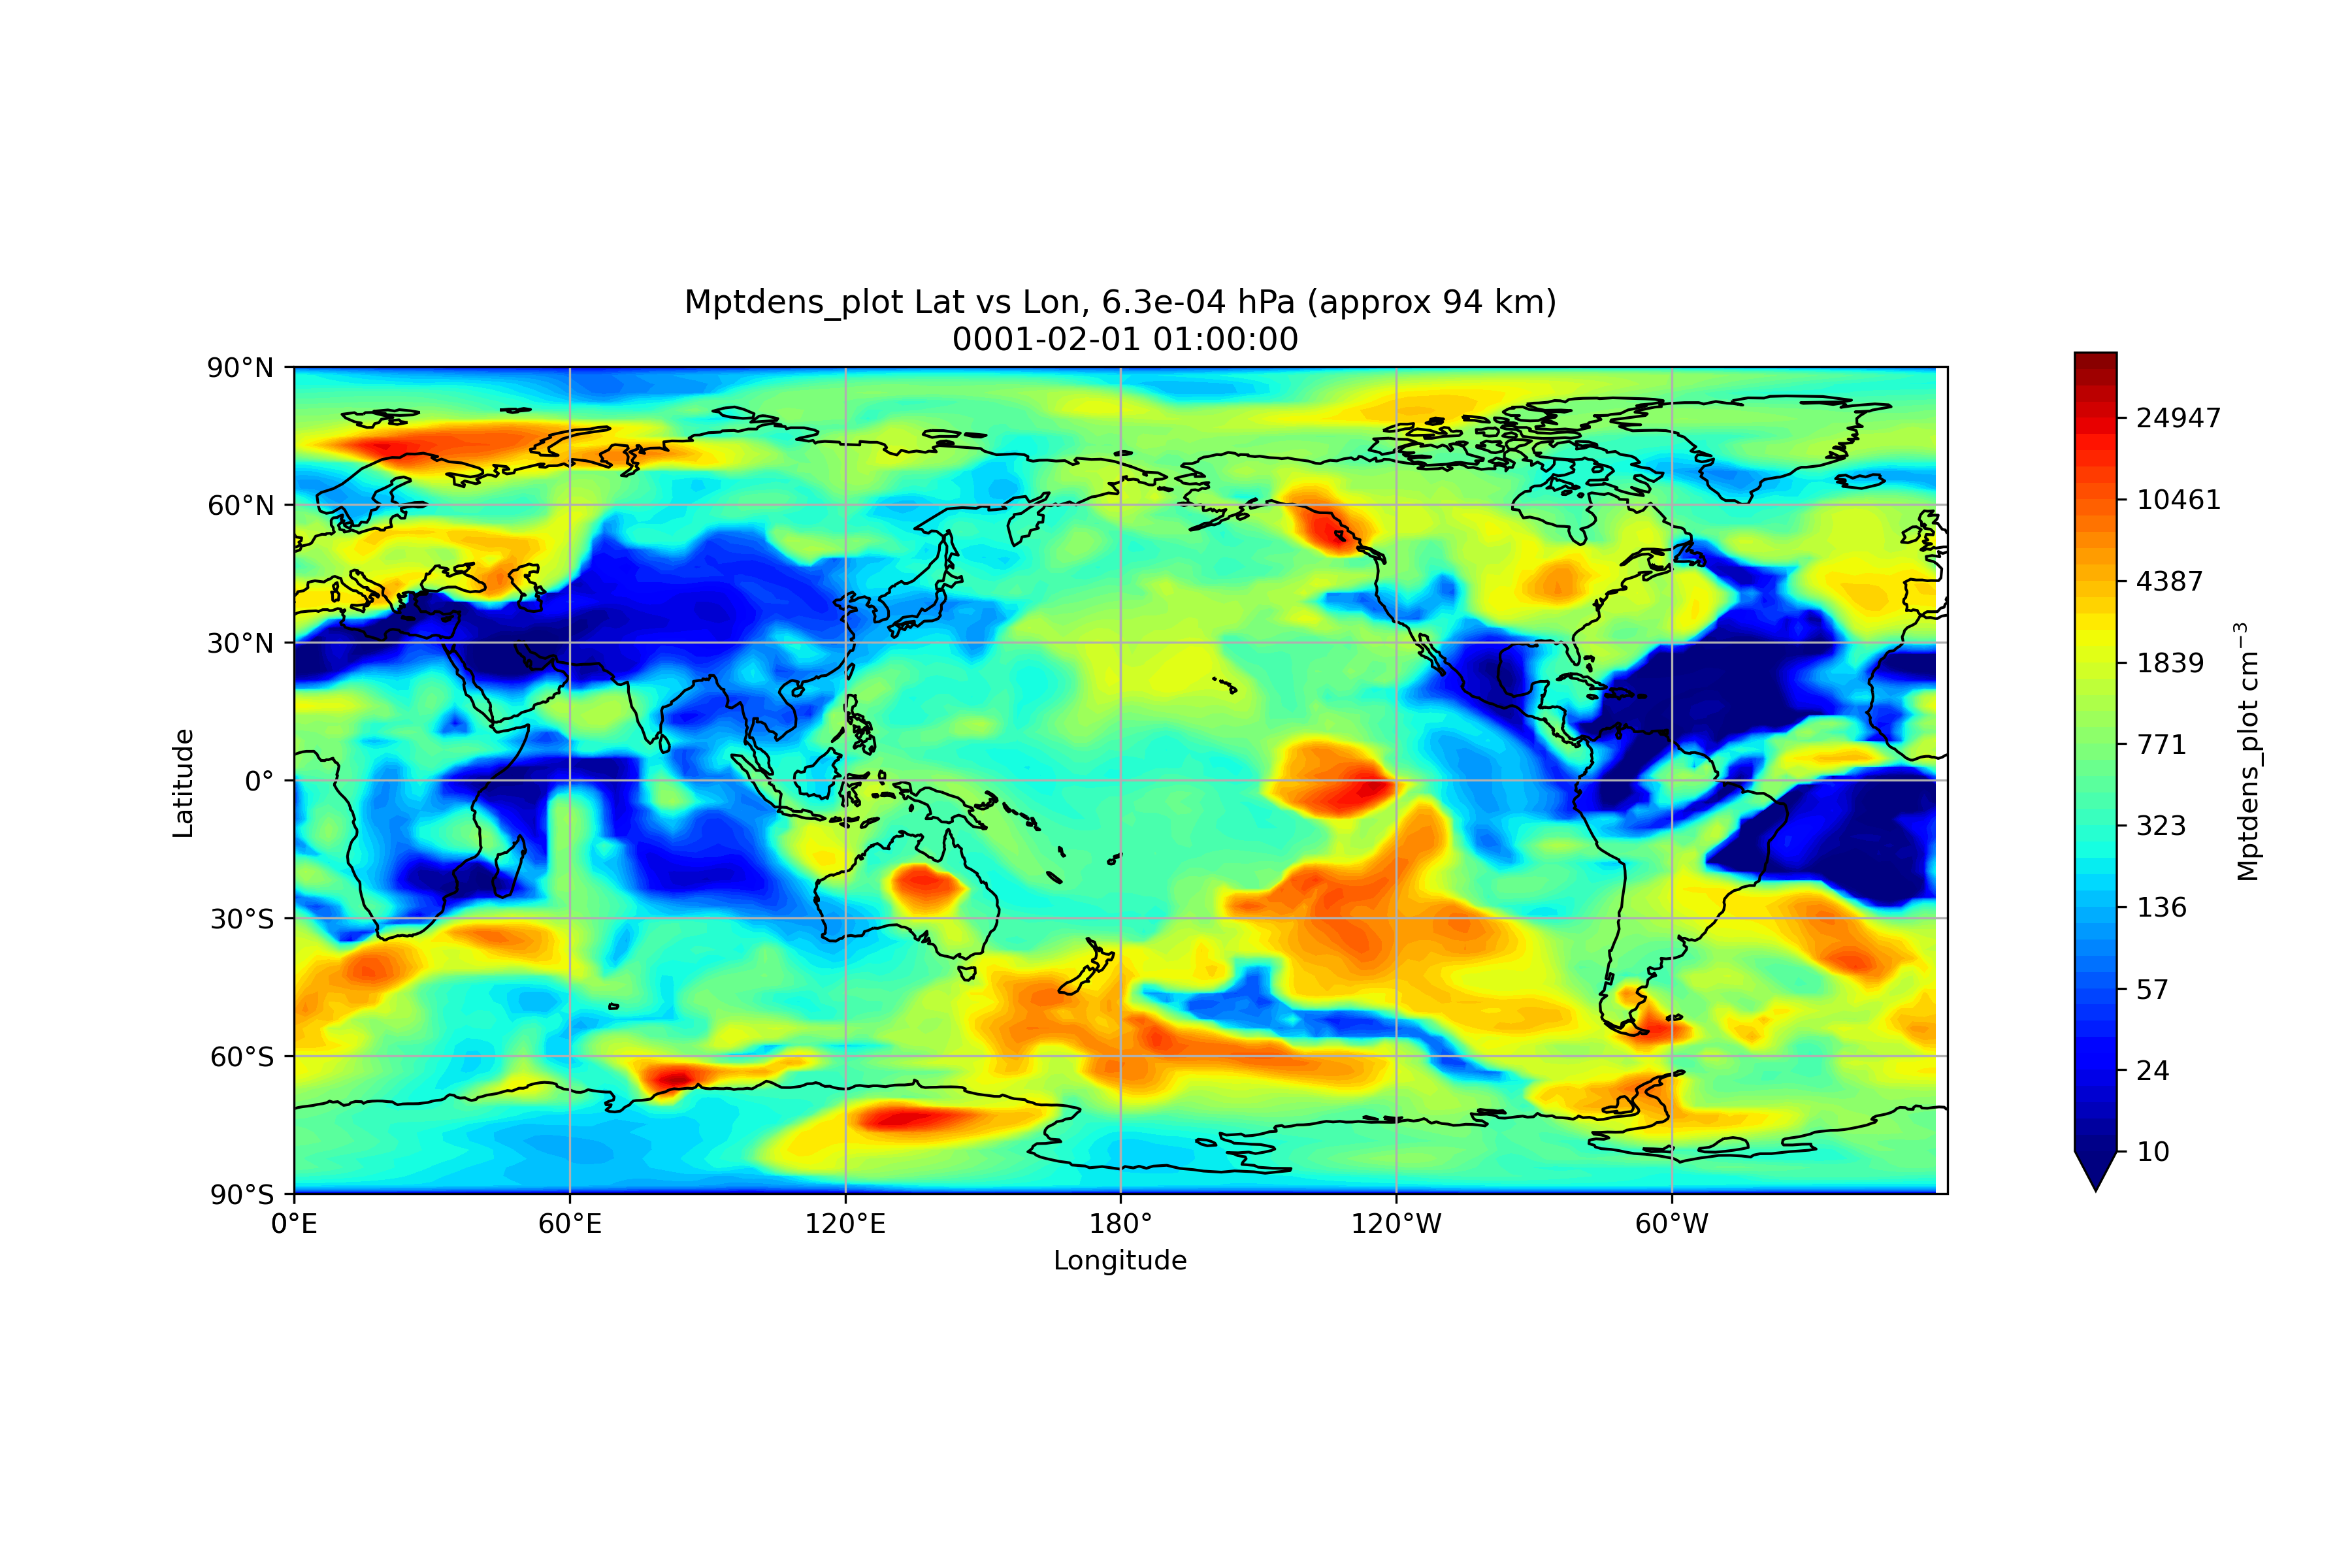 Mptdens_plot Lat vs Lon, 6.3e-04 hPa (approx 94 km)
0001-02-01 01:00:00
90°N
60°N
30°N
0°
30°S
60°S
90°S
Latitude
0°E
60°E
120°E
180°
120°W
60°W
Longitude
24947
10461
4387
1839
771
323
136
57
24
10
Mptdens_plot cm⁻³